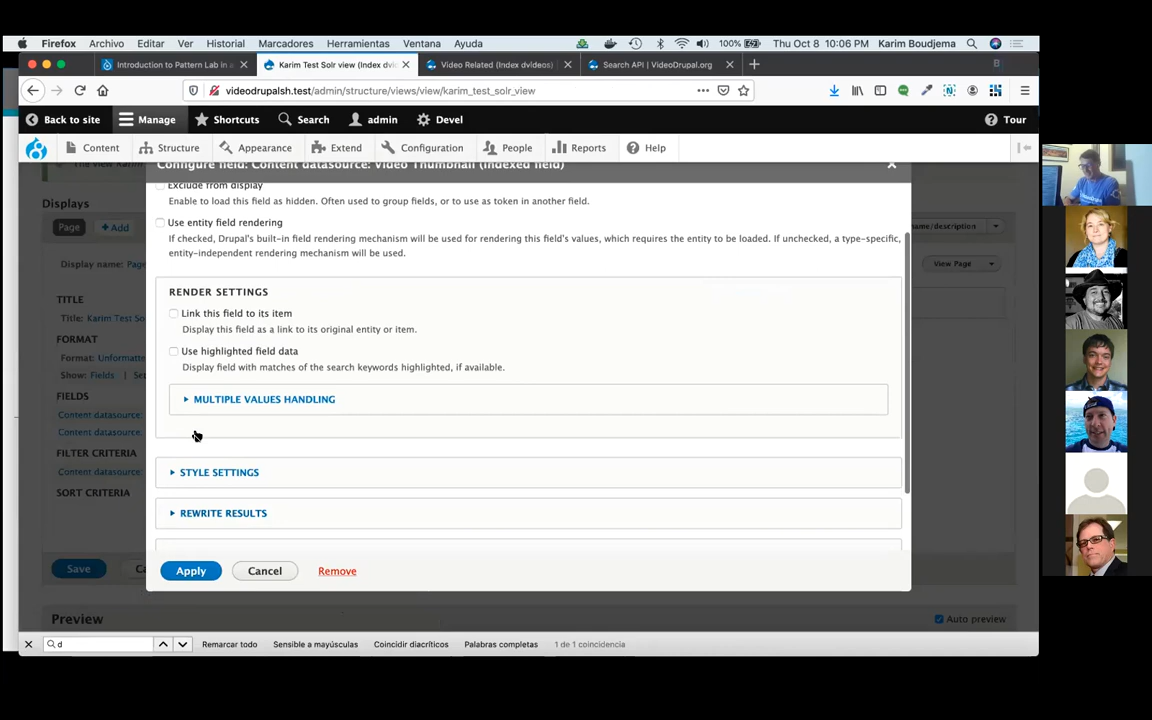 Firefox Archivo Editar Ver Historial Marcadores Herramientas Ventana Ayuda 100% Thu Oct 8 10:06 PM Karim Boudjema
Introduction to Pattern Lab in a
Karim Test Solr view (Index dvi
Video Related (Index dvideos)
Search API | VideoDrupal.org
videodrupalsh.test/admin/structure/views/view/karim_test_solr_view
Back to site Manage Shortcuts Search admin Devel Tour
Content Structure Appearance Extend Configuration People Reports Help
Configure field: Content datasource: Video Thumbnail (indexed field)
Displays
Page + Add
name/description
Display name: Page
View Page
TITLE
Title: Karim Test So
FORMAT
Format: Unformatte
Show: Fields
FIELDS
Content datasource:
Content datasource:
FILTER CRITERIA
Content datasource:
SORT CRITERIA
Exclude from display
Enable to load this field as hidden. Often used to group fields, or to use as token in another field.
Use entity field rendering
If checked, Drupal's built-in field rendering mechanism will be used for rendering this field's values, which requires the entity to be loaded. If unchecked, a type-specific,
entity-independent rendering mechanism will be used.
RENDER SETTINGS
Link this field to its item
Display this field as a link to its original entity or item.
Use highlighted field data
Display field with matches of the search keywords highlighted, if available.
MULTIPLE VALUES HANDLING
STYLE SETTINGS
REWRITE RESULTS
Apply Cancel Remove
Save
Preview
Auto preview
d Remarcar todo Sensible a mayúsculas Coincidir diacríticos Palabras completas 1 de 1 coincidencia